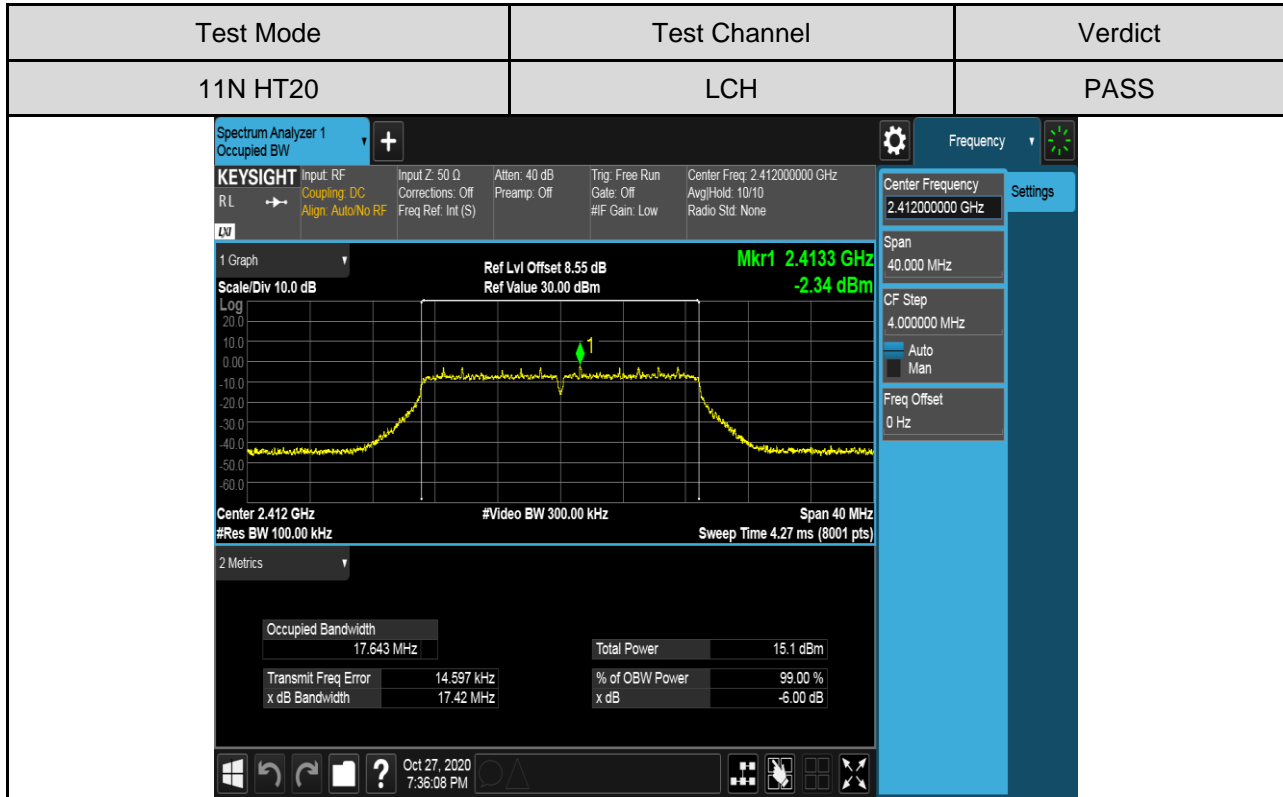 Test Mode Test Channel Verdict
11N HT20 LCH PASS
Spectrum Analyzer 1
Occupied BW
+
Frequency
KEYSIGHT Input: RF Input Z: 50 Ω Atten: 40 dB Trig: Free Run Center Freq: 2.412000000 GHz
RL Coupling: DC Corrections: Off Preamp: Off Gate: Off Avg|Hold: 10/10
Align: Auto/No RF Freq Ref: Int (S) #IF Gain: Low Radio Std: None
LXI
Center Frequency
2.412000000 GHz
Settings
Span
40.000 MHz
CF Step
4.000000 MHz
Auto
Man
Freq Offset
0 Hz
1 Graph
Ref Lvl Offset 8.55 dB Mkr1 2.4133 GHz
Scale/Div 10.0 dB Ref Value 30.00 dBm -2.34 dBm
Log
20.0
10.0
1
0.00
-10.0
-20.0
-30.0
-40.0
-50.0
-60.0
Center 2.412 GHz #Video BW 300.00 kHz Span 40 MHz
#Res BW 100.00 kHz Sweep Time 4.27 ms (8001 pts)
2 Metrics
Occupied Bandwidth
17.643 MHz Total Power 15.1 dBm
Transmit Freq Error 14.597 kHz % of OBW Power 99.00 %
x dB Bandwidth 17.42 MHz x dB -6.00 dB
? Oct 27, 2020
7:36:08 PM